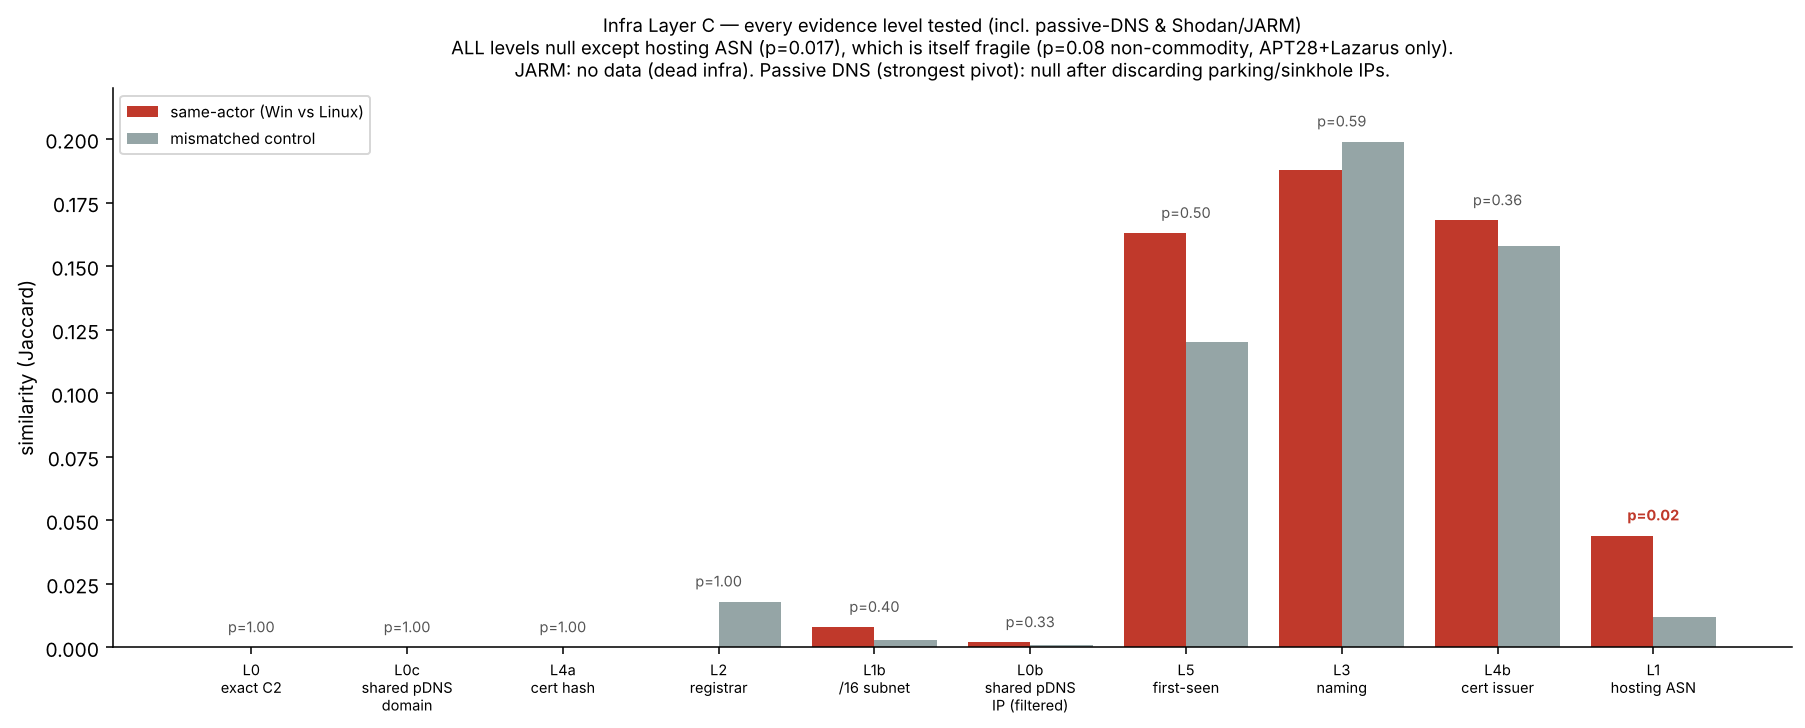 Infra Layer C — every evidence level tested (incl. passive-DNS & Shodan/JARM)
ALL levels null except hosting ASN (p=0.017), which is itself fragile (p=0.08 non-commodity, APT28+Lazarus only).
JARM: no data (dead infra). Passive DNS (strongest pivot): null after discarding parking/sinkhole IPs.
same-actor (Win vs Linux)
mismatched control
similarity (Jaccard)
0.200
0.175
0.150
0.125
0.100
0.075
0.050
0.025
0.000
p=1.00
p=1.00
p=1.00
p=1.00
p=0.40
p=0.33
p=0.50
p=0.59
p=0.36
p=0.02
L0
exact C2
L0c
shared pDNS
domain
L4a
cert hash
L2
registrar
L1b
/16 subnet
L0b
shared pDNS
IP (filtered)
L5
first-seen
L3
naming
L4b
cert issuer
L1
hosting ASN